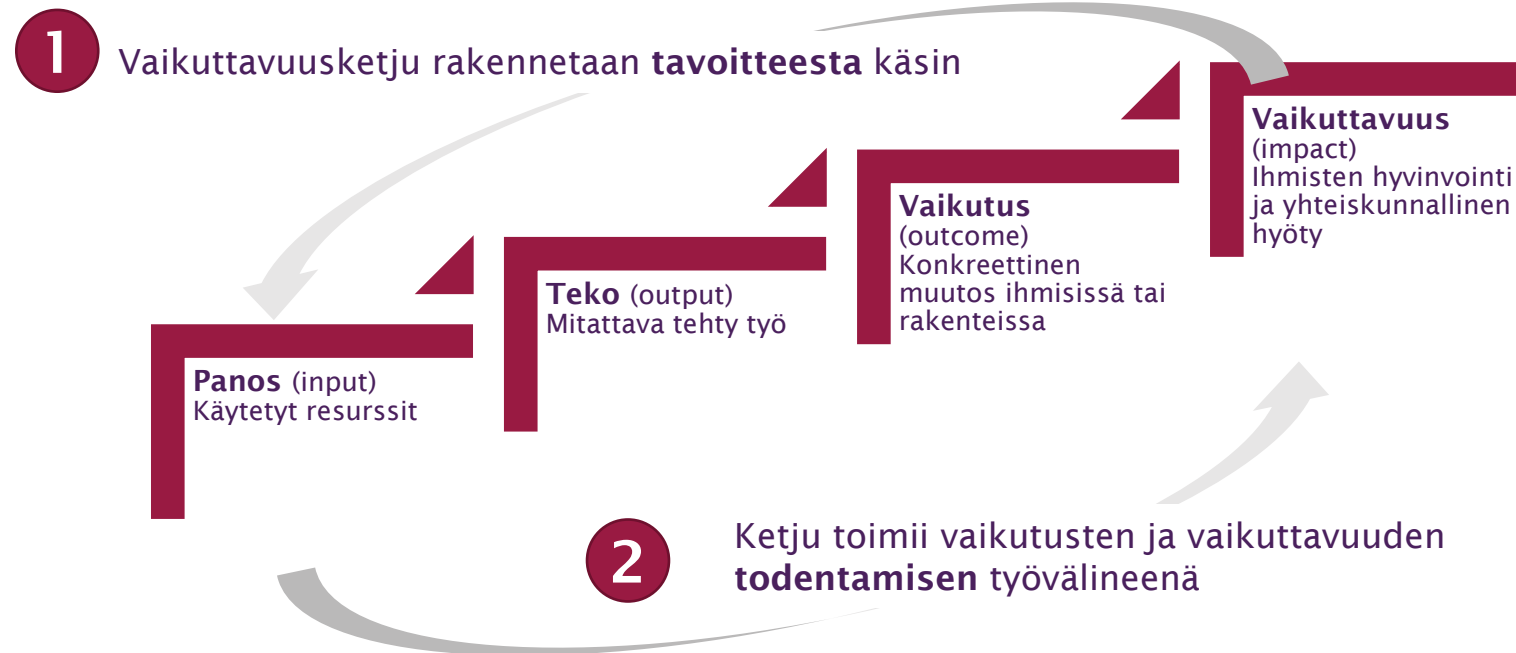 1
Vaikuttavuusketju rakennetaan tavoitteesta käsin
Panos (input)
Käytetyt resurssit
Teko (output)
Mitattava tehty työ
Vaikutus
(outcome)
Konkreettinen
muutos ihmisissä tai
rakenteissa
Vaikuttavuus
(impact)
Ihmisten hyvinvointi
ja yhteiskunnallinen
hyöty
2
Ketju toimii vaikutusten ja vaikuttavuuden
todentamisen työvälineenä